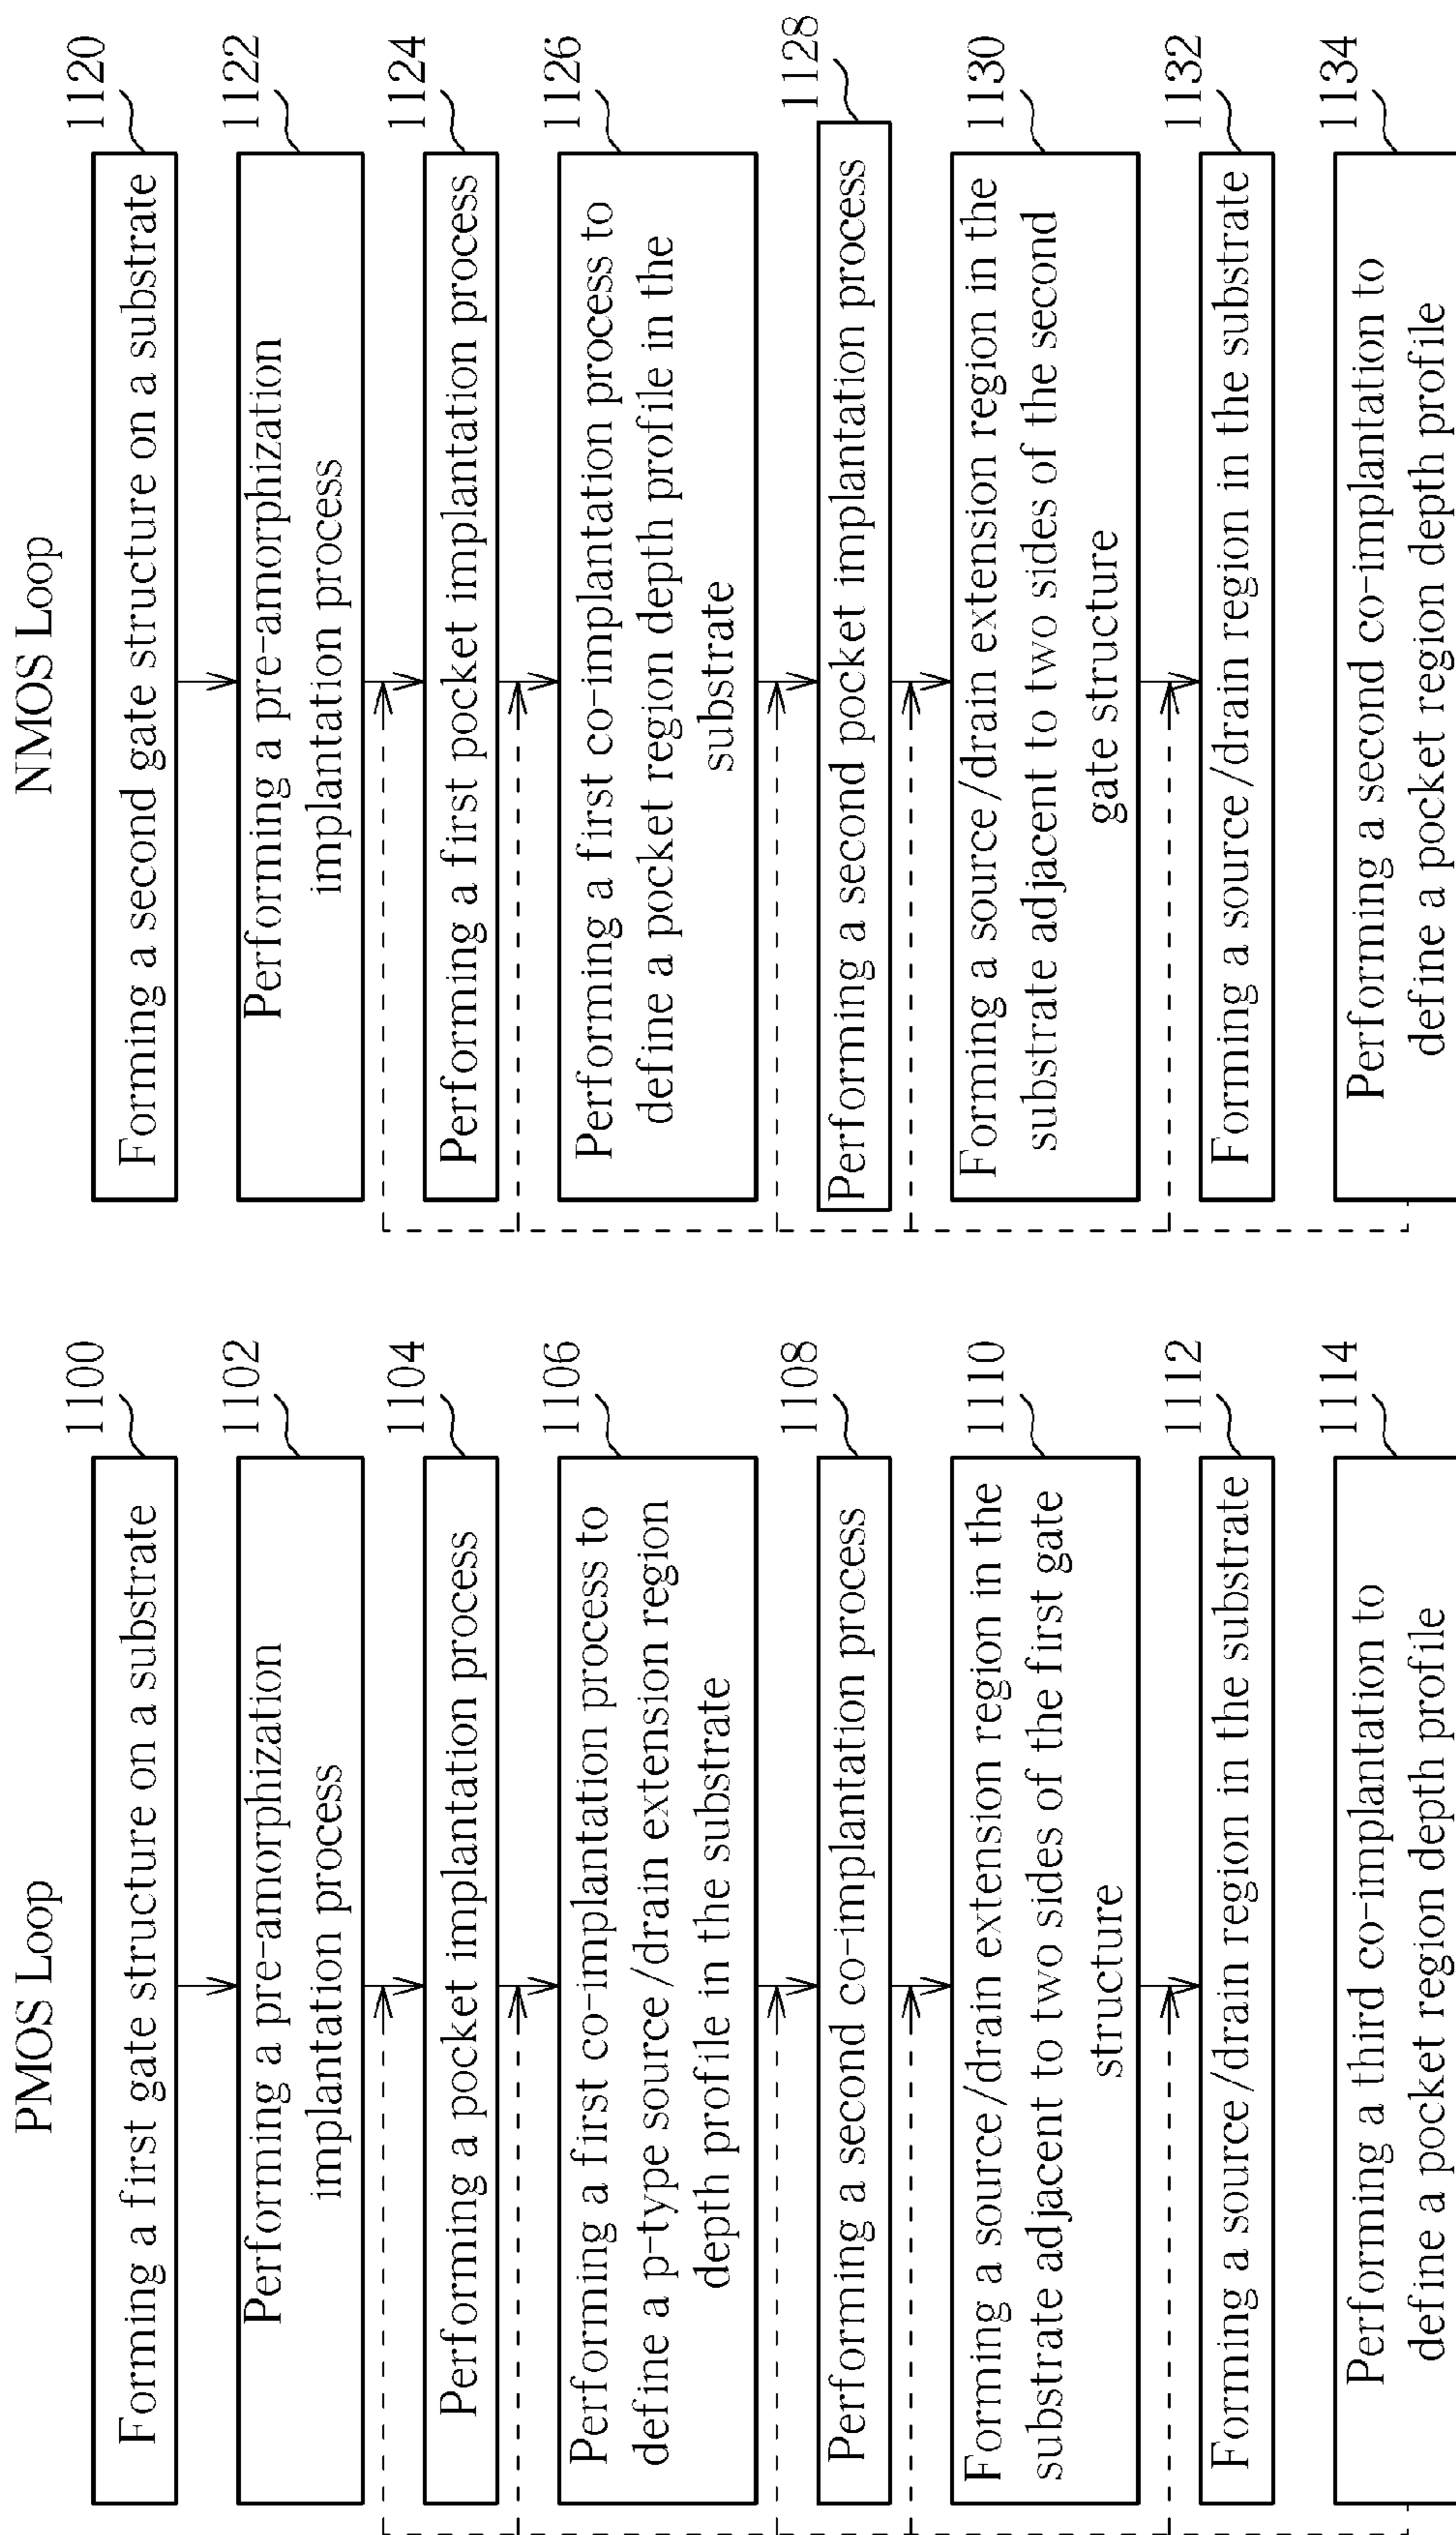 PMOS Loop
1100
Forming a first gate structure on a substrate
1102
Performing a pre-amorphization
implantation process
1104
Performing a pocket implantation process
1106
Performing a first co-implantation process to
define a p-type source/drain extension region
depth profile in the substrate
1108
Performing a second co-implantation process
1110
Forming a source/drain extension region in the
substrate adjacent to two sides of the first gate
structure
1112
Forming a source/drain region in the substrate
1114
Performing a third co-implantation to
define a pocket region depth profile
NMOS Loop
1120
Forming a second gate structure on a substrate
1122
Performing a pre-amorphization
implantation process
1124
Performing a first pocket implantation process
1126
Performing a first co-implantation process to
define a pocket region depth profile in the
substrate
1128
Performing a second pocket implantation process
1130
Forming a source/drain extension region in the
substrate adjacent to two sides of the second
gate structure
1132
Forming a source/drain region in the substrate
1134
Performing a second co-implantation to
define a pocket region depth profile